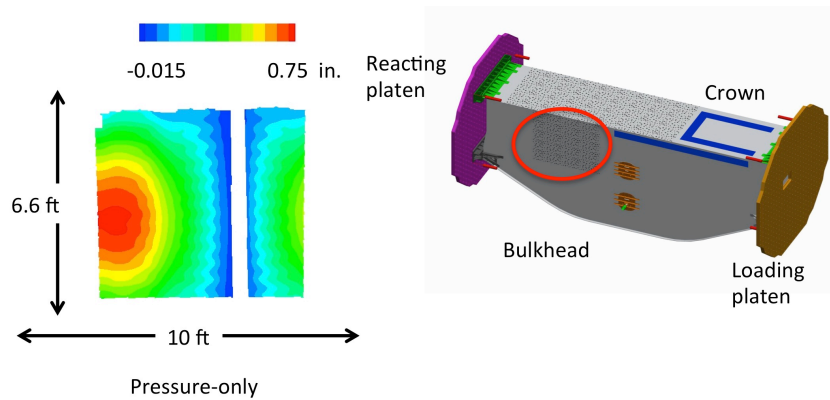 -0.015 0.75 in.
6.6 ft
10 ft
Pressure-only
Reacting
platen
Crown
Bulkhead
Loading
platen